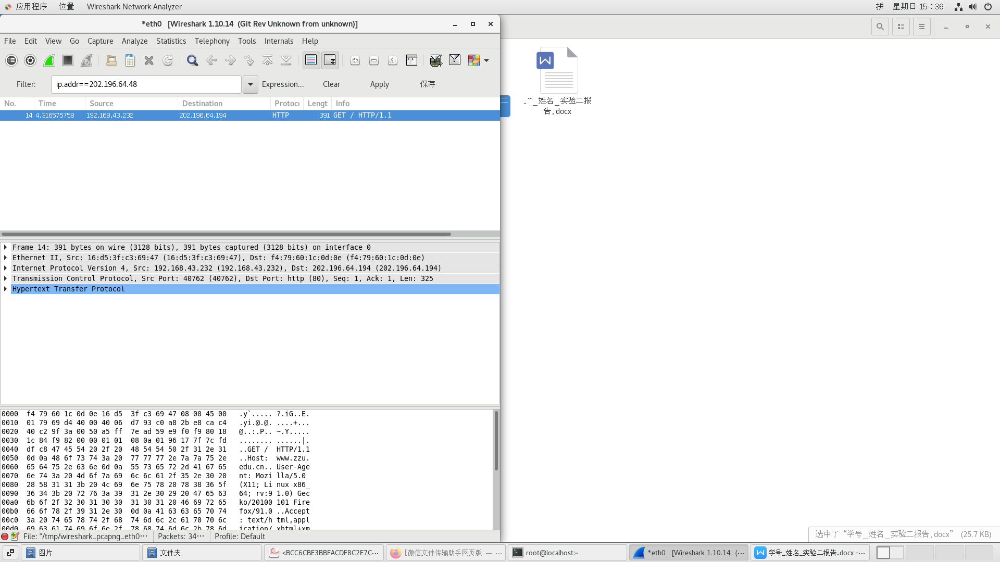 应用程序 位置 Wireshark Network Analyzer 拼 星期日 15：36
*eth0 [Wireshark 1.10.14 (Git Rev Unknown from unknown)]
File Edit View Go Capture Analyze Statistics Telephony Tools Internals Help
Filter: ip.addr==202.196.64.48 Expression... Clear Apply 保存
No. Time Source Destination Protoc Lengt Info
14 4.316575758 192.168.43.232 202.196.64.194 HTTP 391 GET / HTTP/1.1
二
.~_姓名_实验二报
告.docx
Frame 14: 391 bytes on wire (3128 bits), 391 bytes captured (3128 bits) on interface 0
Ethernet II, Src: 16:d5:3f:c3:69:47 (16:d5:3f:c3:69:47), Dst: f4:79:60:1c:0d:0e (f4:79:60:1c:0d:0e)
Internet Protocol Version 4, Src: 192.168.43.232 (192.168.43.232), Dst: 202.196.64.194 (202.196.64.194)
Transmission Control Protocol, Src Port: 40762 (40762), Dst Port: http (80), Seq: 1, Ack: 1, Len: 325
Hypertext Transfer Protocol
0000 f4 79 60 1c 0d 0e 16 d5 3f c3 69 47 08 00 45 00 .y`..... ?.iG..E.
0010 01 79 69 d4 40 00 40 06 d7 93 c0 a8 2b e8 ca c4 .yi.@.@. ....+...
0020 40 c2 9f 3a 00 50 a5 ff 7e ad 59 e9 f0 f9 80 18 @..:.P.. ~.Y.....
0030 1c 84 f9 82 00 00 01 01 08 0a 01 96 17 7f 7c fd ........ ......|.
0040 df c8 47 45 54 20 2f 20 48 54 54 50 2f 31 2e 31 ..GET / HTTP/1.1
0050 0d 0a 48 6f 73 74 3a 20 77 77 77 2e 7a 7a 75 2e ..Host: www.zzu.
0060 65 64 75 2e 63 6e 0d 0a 55 73 65 72 2d 41 67 65 edu.cn.. User-Age
0070 6e 74 3a 20 4d 6f 7a 69 6c 6c 61 2f 35 2e 30 20 nt: Mozi lla/5.0
0080 28 58 31 31 3b 20 4c 69 6e 75 78 20 78 38 36 5f (X11; Li nux x86_
0090 36 34 3b 20 72 76 3a 39 31 2e 30 29 20 47 65 63 64; rv:9 1.0) Gec
00a0 6b 6f 2f 32 30 31 30 30 31 30 31 20 46 69 72 65 ko/20100 101 Fire
00b0 66 6f 78 2f 39 31 2e 30 0d 0a 41 63 63 65 70 74 fox/91.0 ..Accept
00c0 3a 20 74 65 78 74 2f 68 74 6d 6c 2c 61 70 70 6c : text/h tml,appl
00d0 69 63 61 74 69 6f 6e 2f 78 68 74 6d 6c 2b 78 6d ication/ xhtml+xm
File: "/tmp/wireshark_pcapng_eth0⋯ Packets: 34⋯ Profile: Default
选中了“学号_姓名_实验二报告.docx” (25.7 KB)
图片 文件夹 <BCC6CBE3BBFACDF8C2E7C⋯ [微信文件传输助手网页版 — ⋯ root@localhost:~ *eth0 [Wireshark 1.10.14 (⋯ 学号_姓名_实验二报告.docx -⋯